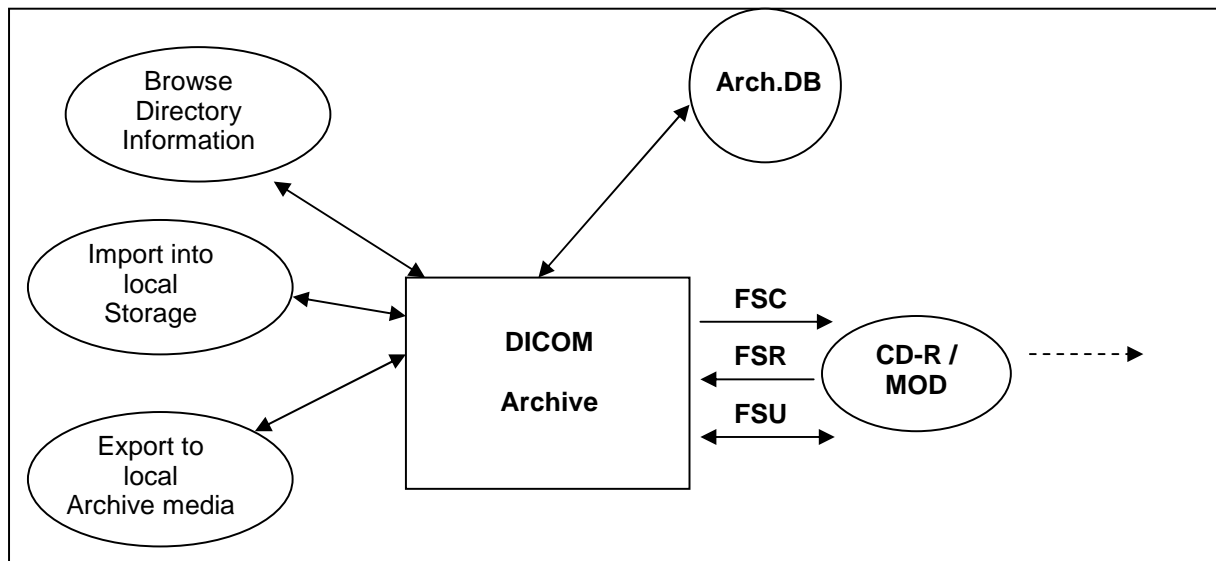 Browse
Directory
Information
Arch.DB
Import into
local
Storage
DICOM
Archive
FSC
FSR
FSU
CD-R /
MOD
Export to
local
Archive media